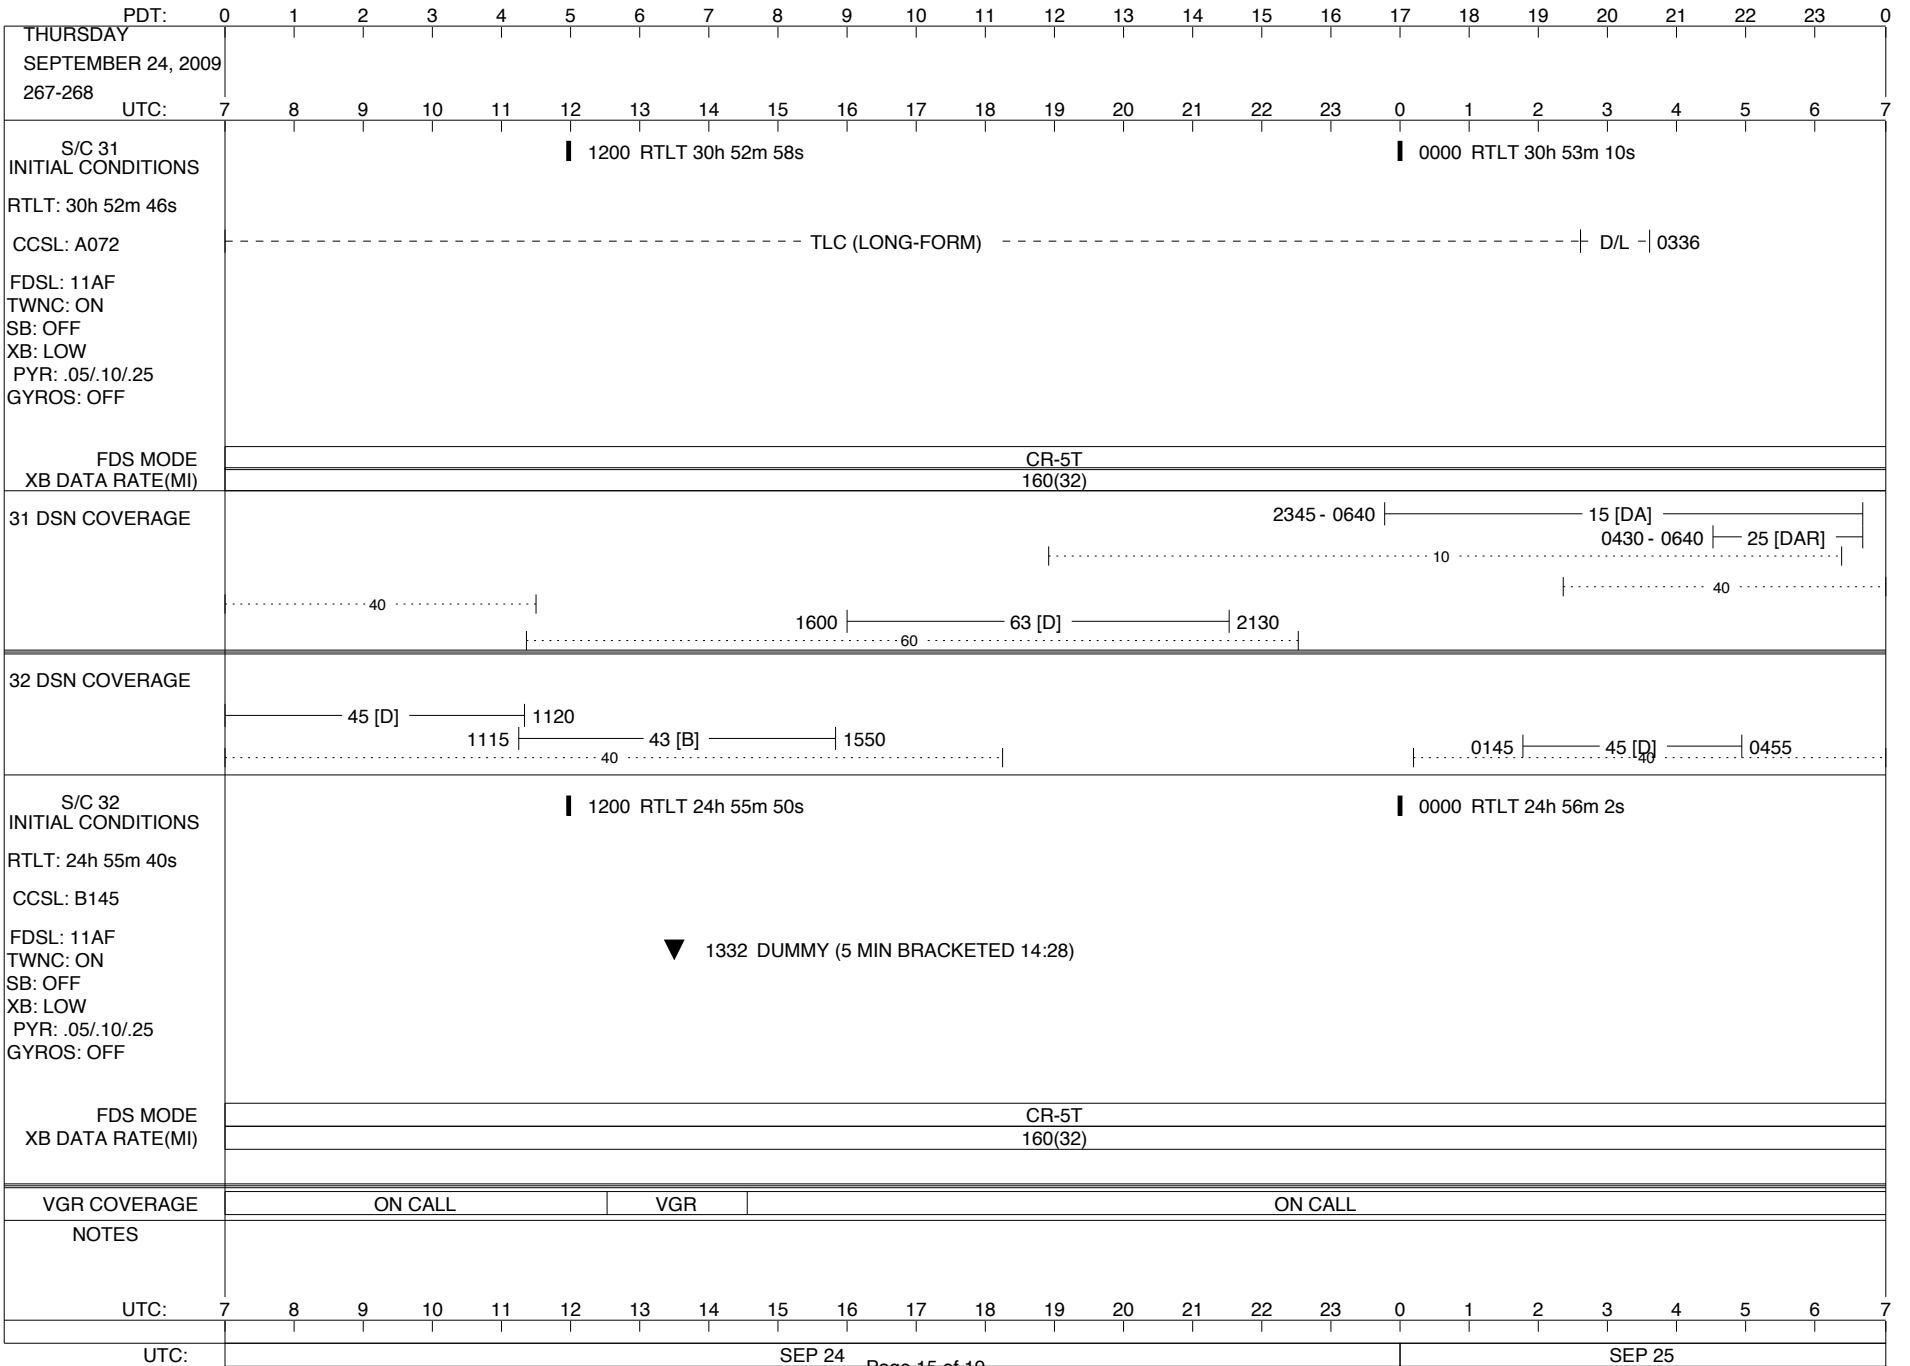 PDT: 0 1 2 3 4 5 6 7 8 9 10 11 12 13 14 15 16 17 18 19 20 21 22 23 0
THURSDAY
SEPTEMBER 24, 2009
267-268
UTC: 7 8 9 10 11 12 13 14 15 16 17 18 19 20 21 22 23 0 1 2 3 4 5 6 7
S/C 31
INITIAL CONDITIONS
1200 RTLT 30h 52m 58s
0000 RTLT 30h 53m 10s
RTLT: 30h 52m 46s
CCSL: A072
TLC (LONG-FORM)
D/L
0336
FDSL: 11AF
TWNC: ON
SB: OFF
XB: LOW
PYR: .05/.10/.25
GYROS: OFF
FDS MODE
CR-5T
XB DATA RATE(MI)
160(32)
31 DSN COVERAGE
2345 - 0640 15 [DA]
0430 - 0640 25 [DAR]
10
40
40
1600 63 [D] 2130
60
32 DSN COVERAGE
45 [D] 1120
1115 43 [B] 1550
0145 45 [D] 0455
40
40
S/C 32
INITIAL CONDITIONS
1200 RTLT 24h 55m 50s
0000 RTLT 24h 56m 2s
RTLT: 24h 55m 40s
CCSL: B145
FDSL: 11AF
1332 DUMMY (5 MIN BRACKETED 14:28)
TWNC: ON
SB: OFF
XB: LOW
PYR: .05/.10/.25
GYROS: OFF
FDS MODE
CR-5T
XB DATA RATE(MI)
160(32)
VGR COVERAGE
ON CALL
VGR
ON CALL
NOTES
UTC: 7 8 9 10 11 12 13 14 15 16 17 18 19 20 21 22 23 0 1 2 3 4 5 6 7
UTC: SEP 24 SEP 25
Page 15 of 19